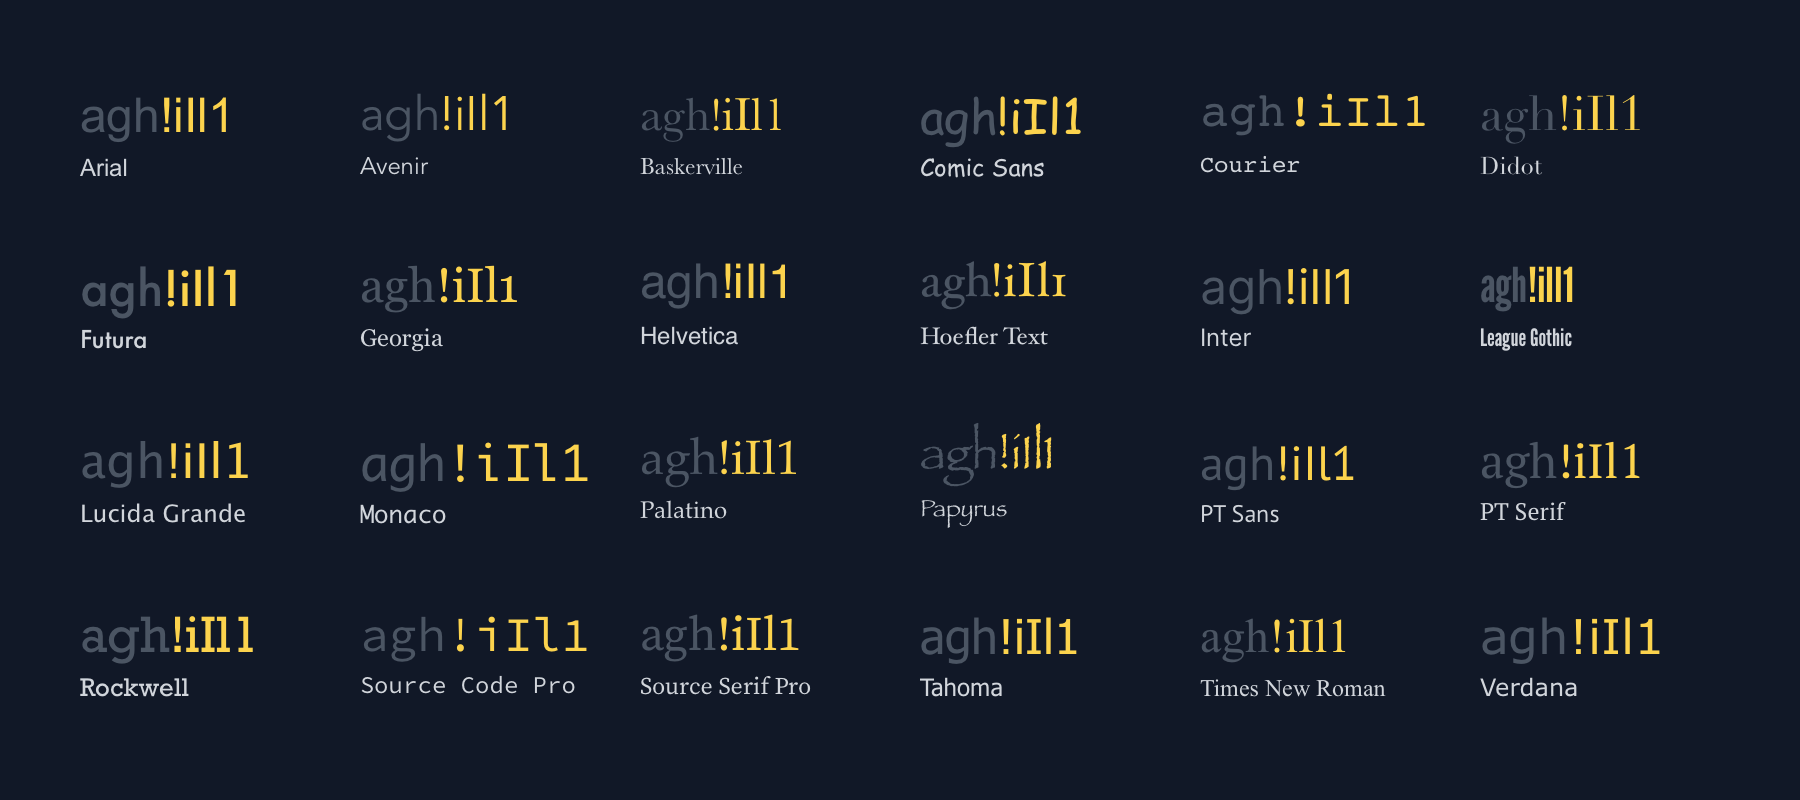 agh!iIl1 agh!iIl1 agh!iIl1 agh!iIl1 agh!iIl1 agh!iIl1
Arial Avenir Baskerville Comic Sans Courier Didot
agh!iIl1 agh!iIl1 agh!iIl1 agh!iIl1 agh!iIl1 agh!iIl1
Futura Georgia Helvetica Hoefler Text Inter League Gothic
agh!iIl1 agh!iIl1 agh!iIl1 agh!iIl1 agh!iIl1 agh!iIl1
Lucida Grande Monaco Palatino Papyrus PT Sans PT Serif
agh!iIl1 agh!iIl1 agh!iIl1 agh!iIl1 agh!iIl1 agh!iIl1
Rockwell Source Code Pro Source Serif Pro Tahoma Times New Roman Verdana